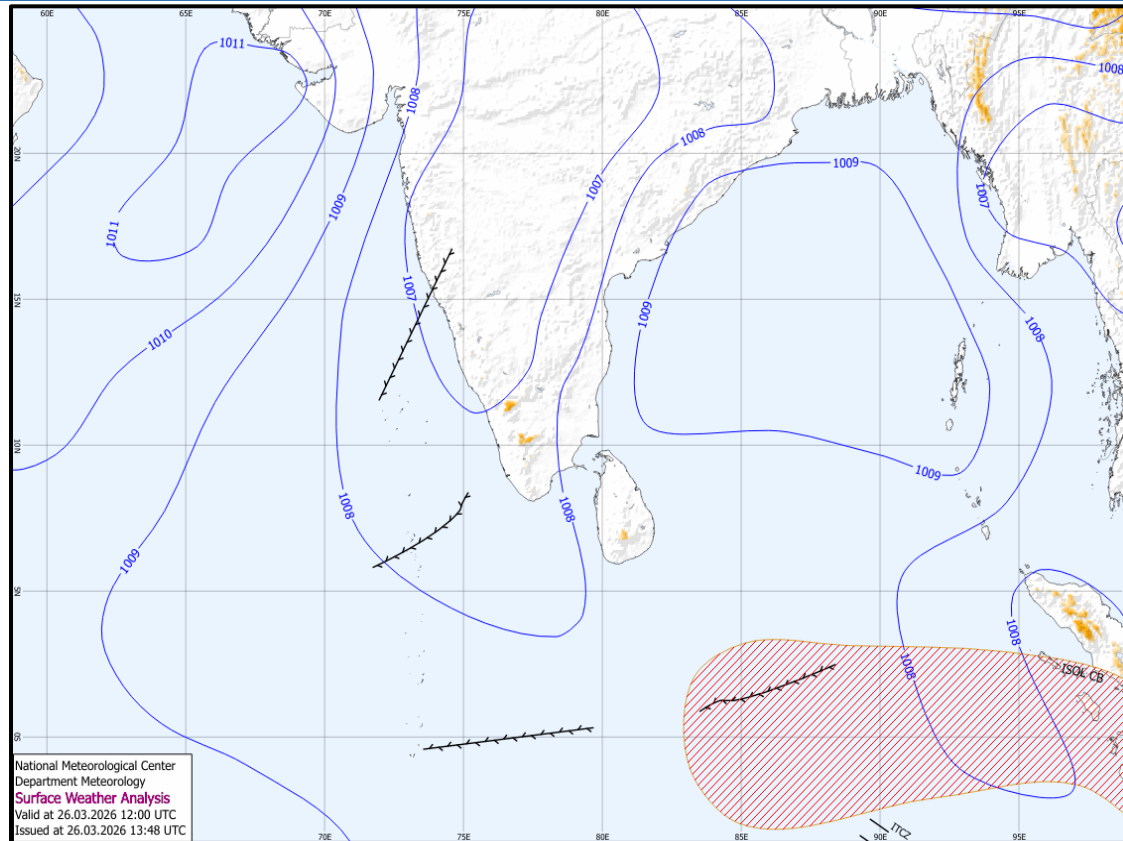 60E 65E 70E 75E 80E 85E 90E 95E
1011
1008
1008
1008
1009
20N
1007
1007
1009
1011
1007
15N
1009
1008
1010
10N
1009
1008
1008
1009
5N
1008
1008
ISOL CB
0S
National Meteorological Center
Department Meteorology
Surface Weather Analysis
Valid at 26.03.2026 12:00 UTC
Issued at 26.03.2026 13:48 UTC
ITCZ
70E 75E 80E 85E 90E 95E